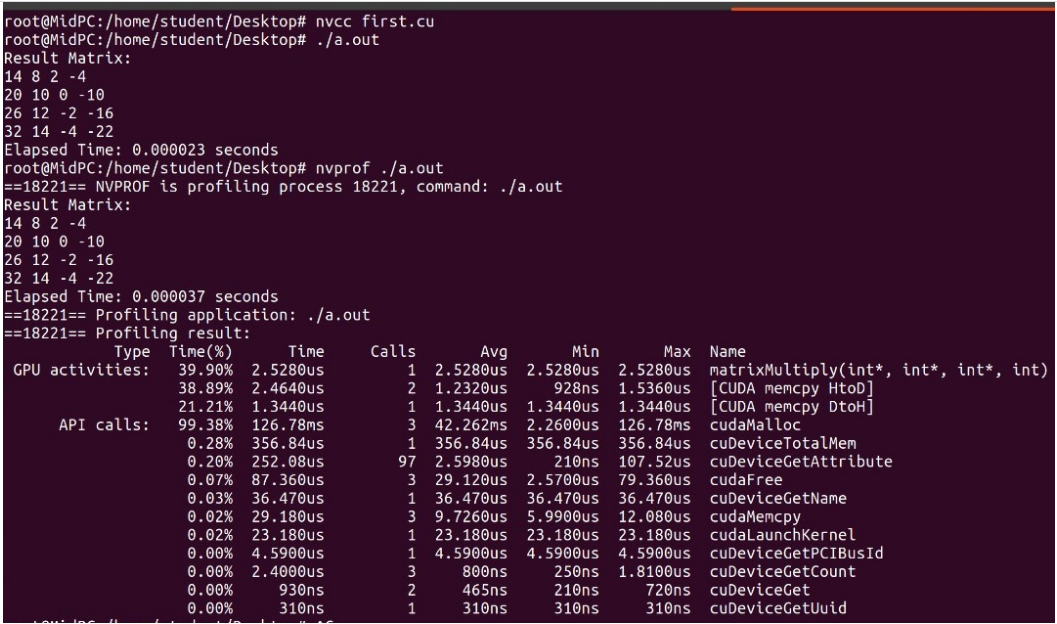 root@MidPC:/home/student/Desktop# nvcc first.cu
root@MidPC:/home/student/Desktop# ./a.out
Result Matrix:
14 8 2 -4
20 10 0 -10
26 12 -2 -16
32 14 -4 -22
Elapsed Time: 0.000023 seconds
root@MidPC:/home/student/Desktop# nvprof ./a.out
==18221== NVPROF is profiling process 18221, command: ./a.out
Result Matrix:
14 8 2 -4
20 10 0 -10
26 12 -2 -16
32 14 -4 -22
Elapsed Time: 0.000037 seconds
==18221== Profiling application: ./a.out
==18221== Profiling result:
Type Time(%) Time Calls Avg Min Max Name
GPU activities: 39.90% 2.5280us 1 2.5280us 2.5280us 2.5280us matrixMultiply(int*, int*, int*, int)
38.89% 2.4640us 2 1.2320us 928ns 1.5360us [CUDA memcpy HtoD]
21.21% 1.3440us 1 1.3440us 1.3440us 1.3440us [CUDA memcpy DtoH]
API calls: 99.38% 126.78ms 3 42.262ms 2.2600us 126.78ms cudaMalloc
0.28% 356.84us 1 356.84us 356.84us 356.84us cuDeviceTotalMem
0.20% 252.08us 97 2.5980us 210ns 107.52us cuDeviceGetAttribute
0.07% 87.360us 3 29.120us 2.5700us 79.360us cudaFree
0.03% 36.470us 1 36.470us 36.470us 36.470us cuDeviceGetName
0.02% 29.180us 3 9.7260us 5.9900us 12.080us cudaMemcpy
0.02% 23.180us 1 23.180us 23.180us 23.180us cudaLaunchKernel
0.00% 4.5900us 1 4.5900us 4.5900us 4.5900us cuDeviceGetPCIBusId
0.00% 2.4000us 3 800ns 250ns 1.8100us cuDeviceGetCount
0.00% 930ns 2 465ns 210ns 720ns cuDeviceGet
0.00% 310ns 1 310ns 310ns 310ns cuDeviceGetUuid